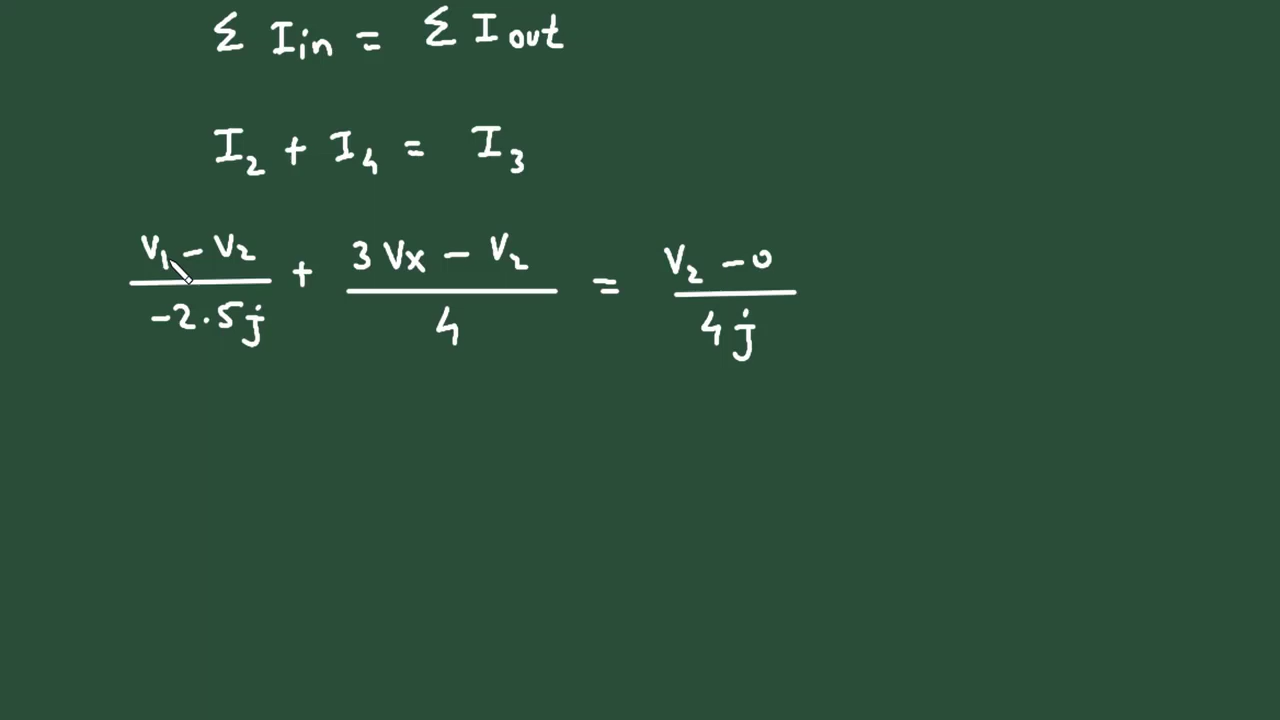 Σ Iin = Σ Iout
I2 + I4 = I3
V1 - V2 / -2.5j + 3Vx - V2 / 4 = V2 - 0 / 4j